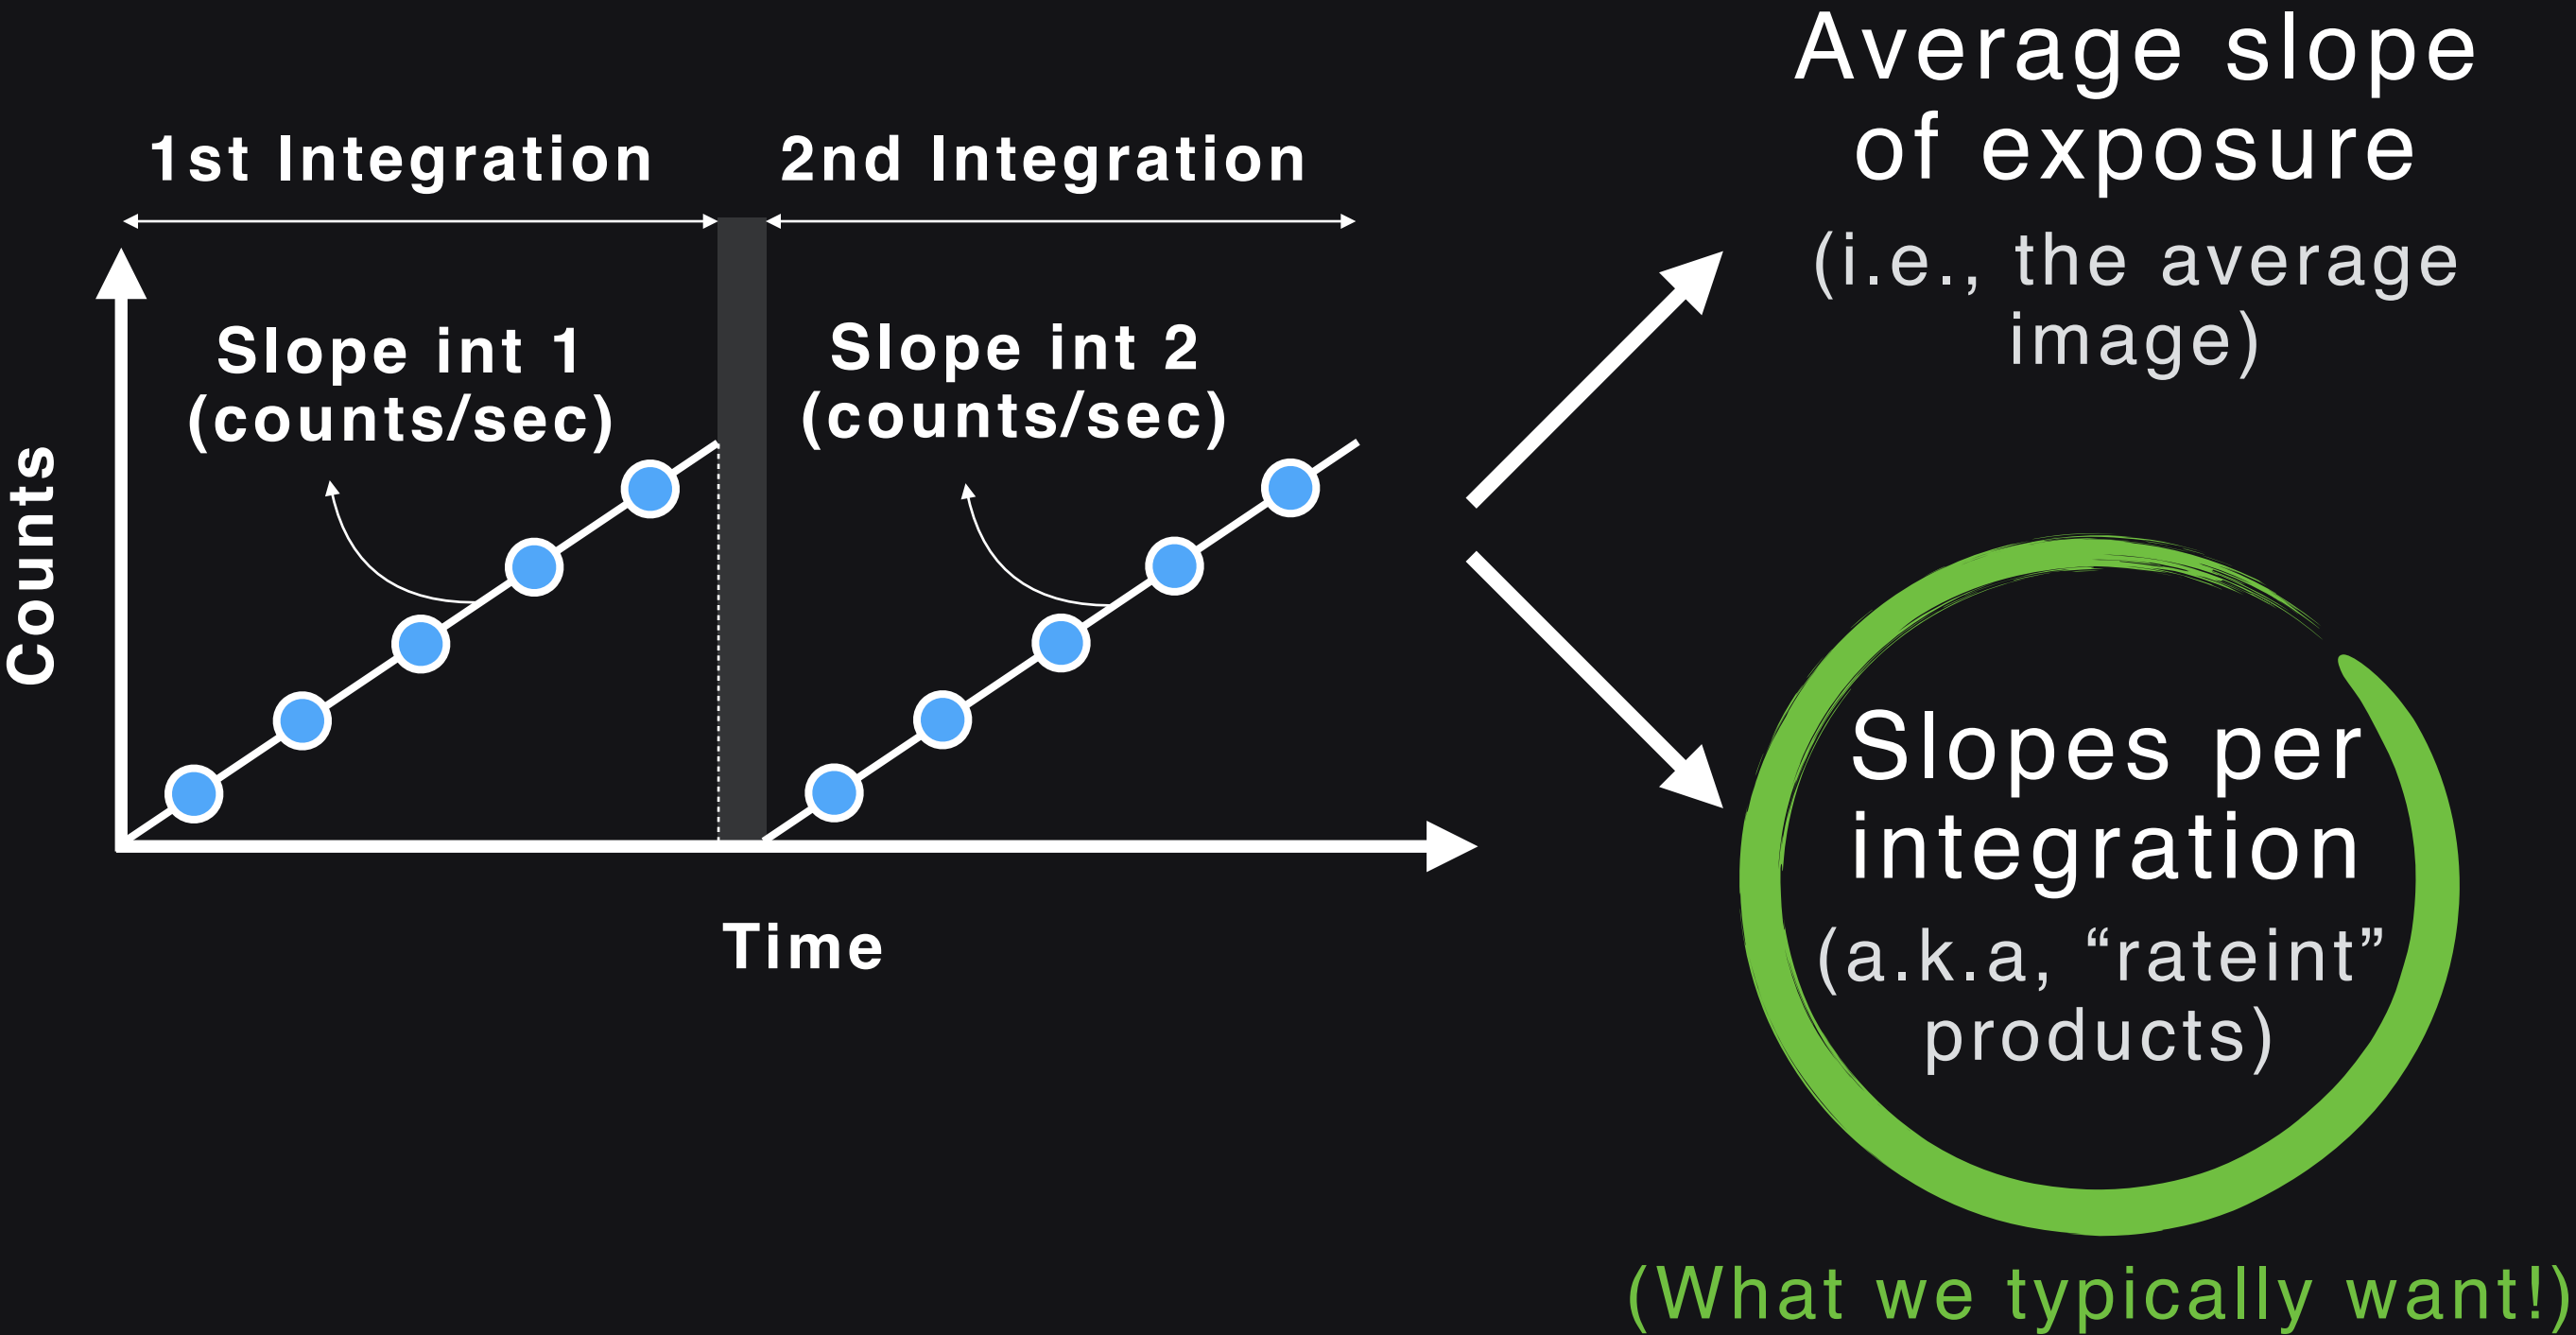 1st Integration
2nd Integration
Slope int 1
(counts/sec)
Slope int 2
(counts/sec)
Counts
Time
Average slope
of exposure
(i.e., the average
image)
Slopes per
integration
(a.k.a, “rateint”
products)
(What we typically want!)